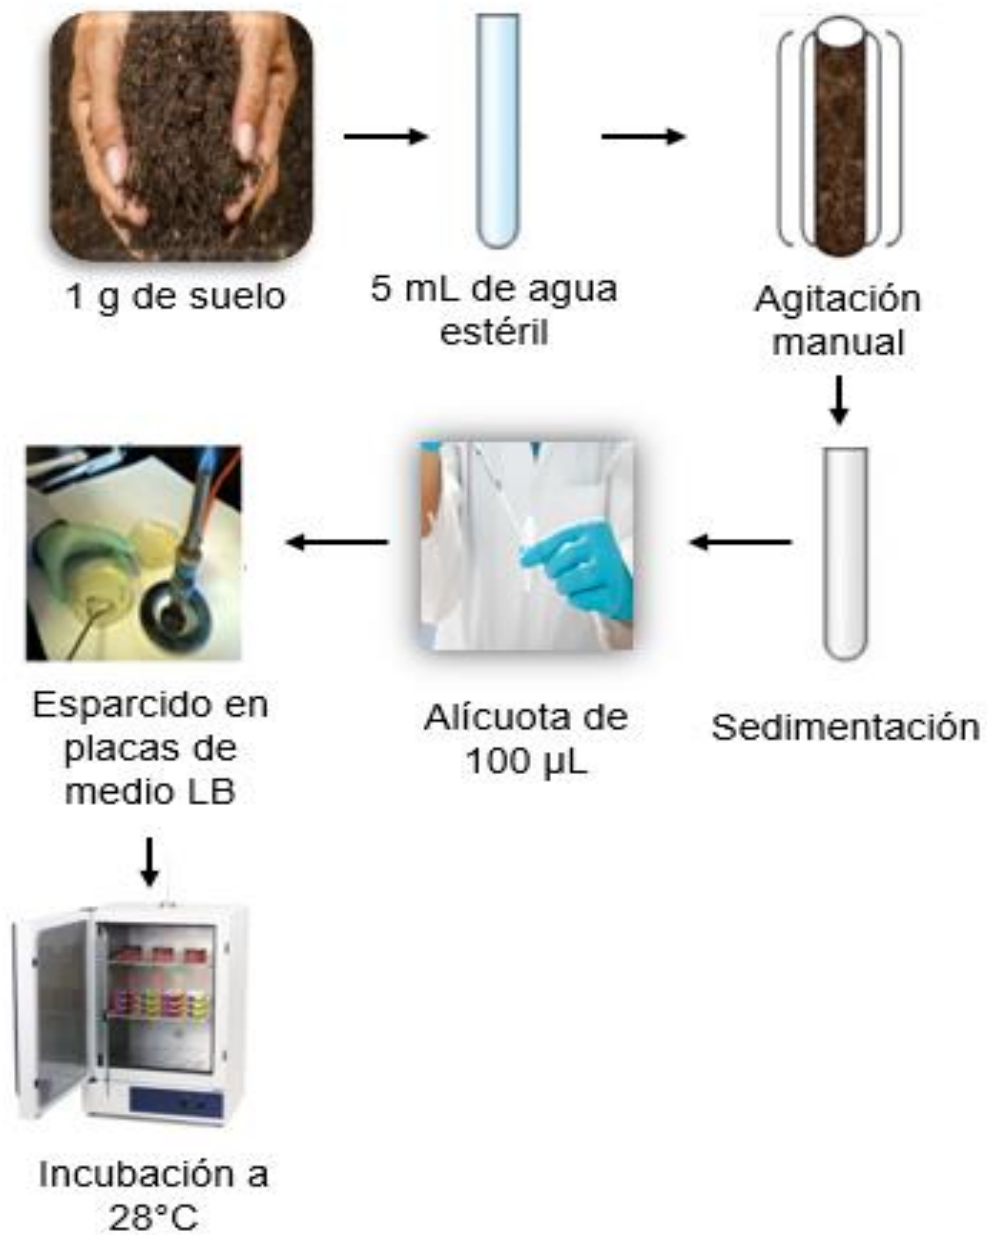 1 g de suelo
5 mL de agua
estéril
Agitación
manual
Sedimentación
Alícuota de
100 µL
Esparcido en
placas de
medio LB
Incubación a
28°C